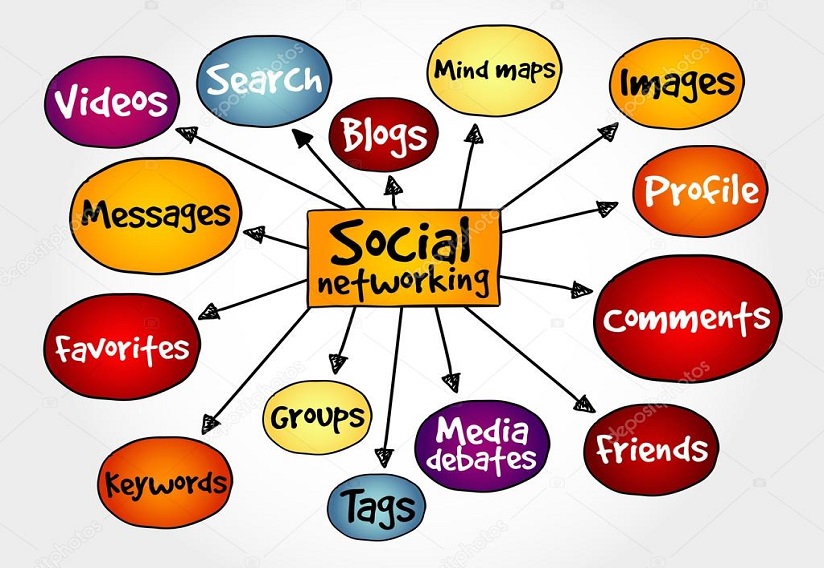 Videos
Search
Blogs
Mind maps
Images
Messages
Profile
Social
networking
Comments
Favorites
Groups
Media
debates
Friends
Keywords
Tags
depositphotos